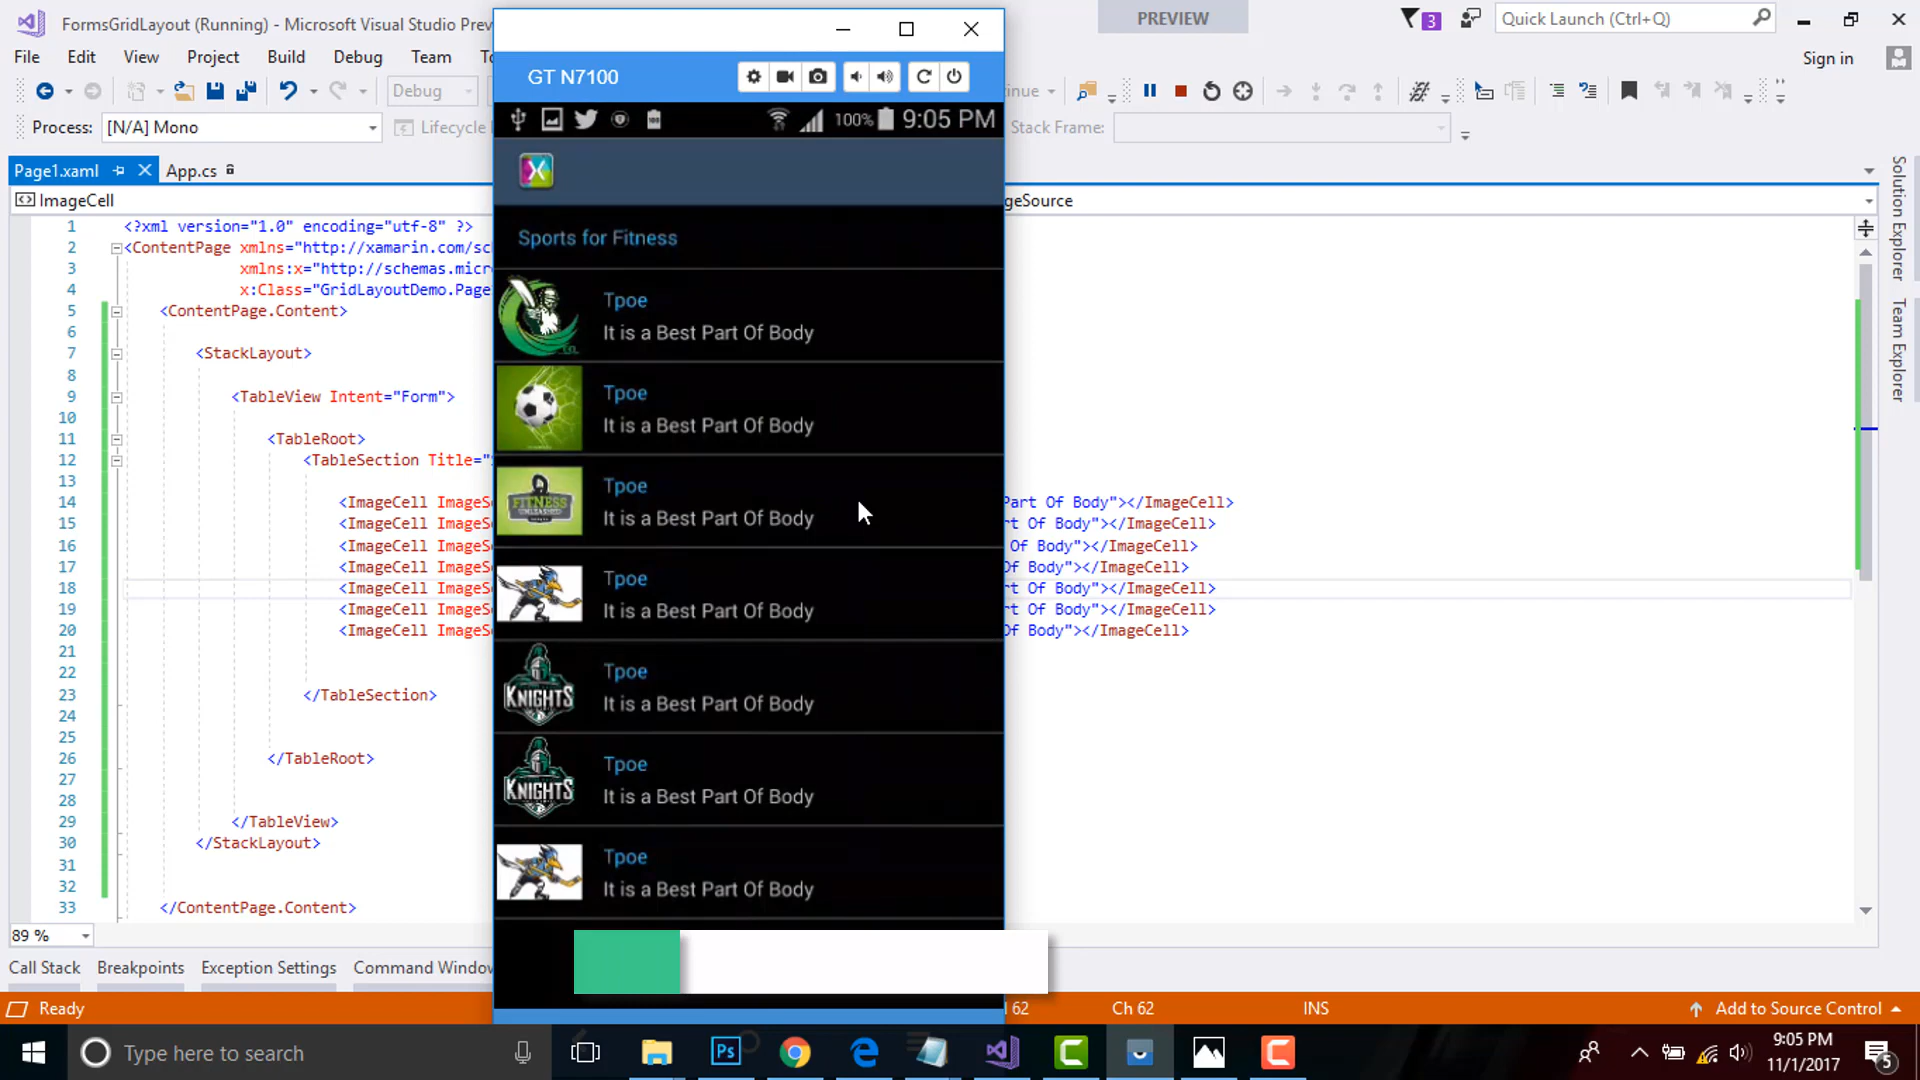 FormsGridLayout (Running) - Microsoft Visual Studio Prev
PREVIEW
3
Quick Launch (Ctrl+Q)
File Edit View Project Build Debug Team
Sign in
GT N7100
Debug
Process: [N/A] Mono
Lifecycle
Stack Frame:
100% 9:05 PM
Page1.xaml
App.cs
X
ImageCell
geSource
Solution Explorer
Team Explorer
1 <?xml version="1.0" encoding="utf-8" ?>
2 <ContentPage xmlns="http://xamarin.com/sc
3 xmlns:x="http://schemas.micr
4 x:Class="GridLayoutDemo.Page
5 <ContentPage.Content>
6
7 <StackLayout>
8
9 <TableView Intent="Form">
10
11 <TableRoot>
12 <TableSection Title="
13
14 <ImageCell ImageS Part Of Body"></ImageCell>
15 <ImageCell ImageS rt Of Body"></ImageCell>
16 <ImageCell ImageS Of Body"></ImageCell>
17 <ImageCell ImageS Of Body"></ImageCell>
18 <ImageCell ImageS rt Of Body"></ImageCell>
19 <ImageCell ImageS rt Of Body"></ImageCell>
20 <ImageCell ImageS Of Body"></ImageCell>
21
22
23 </TableSection>
24
25
26 </TableRoot>
27
28
29 </TableView>
30 </StackLayout>
31
32
33 </ContentPage.Content>
Sports for Fitness
Tpoe
It is a Best Part Of Body
Tpoe
It is a Best Part Of Body
FITNESS
UNLEASHED
Tpoe
It is a Best Part Of Body
Tpoe
It is a Best Part Of Body
KNIGHTS
Tpoe
It is a Best Part Of Body
KNIGHTS
Tpoe
It is a Best Part Of Body
Tpoe
It is a Best Part Of Body
89 %
Call Stack Breakpoints Exception Settings Command Window
Ready
62
Ch 62
INS
Add to Source Control
Type here to search
Ps
9:05 PM
11/1/2017
5